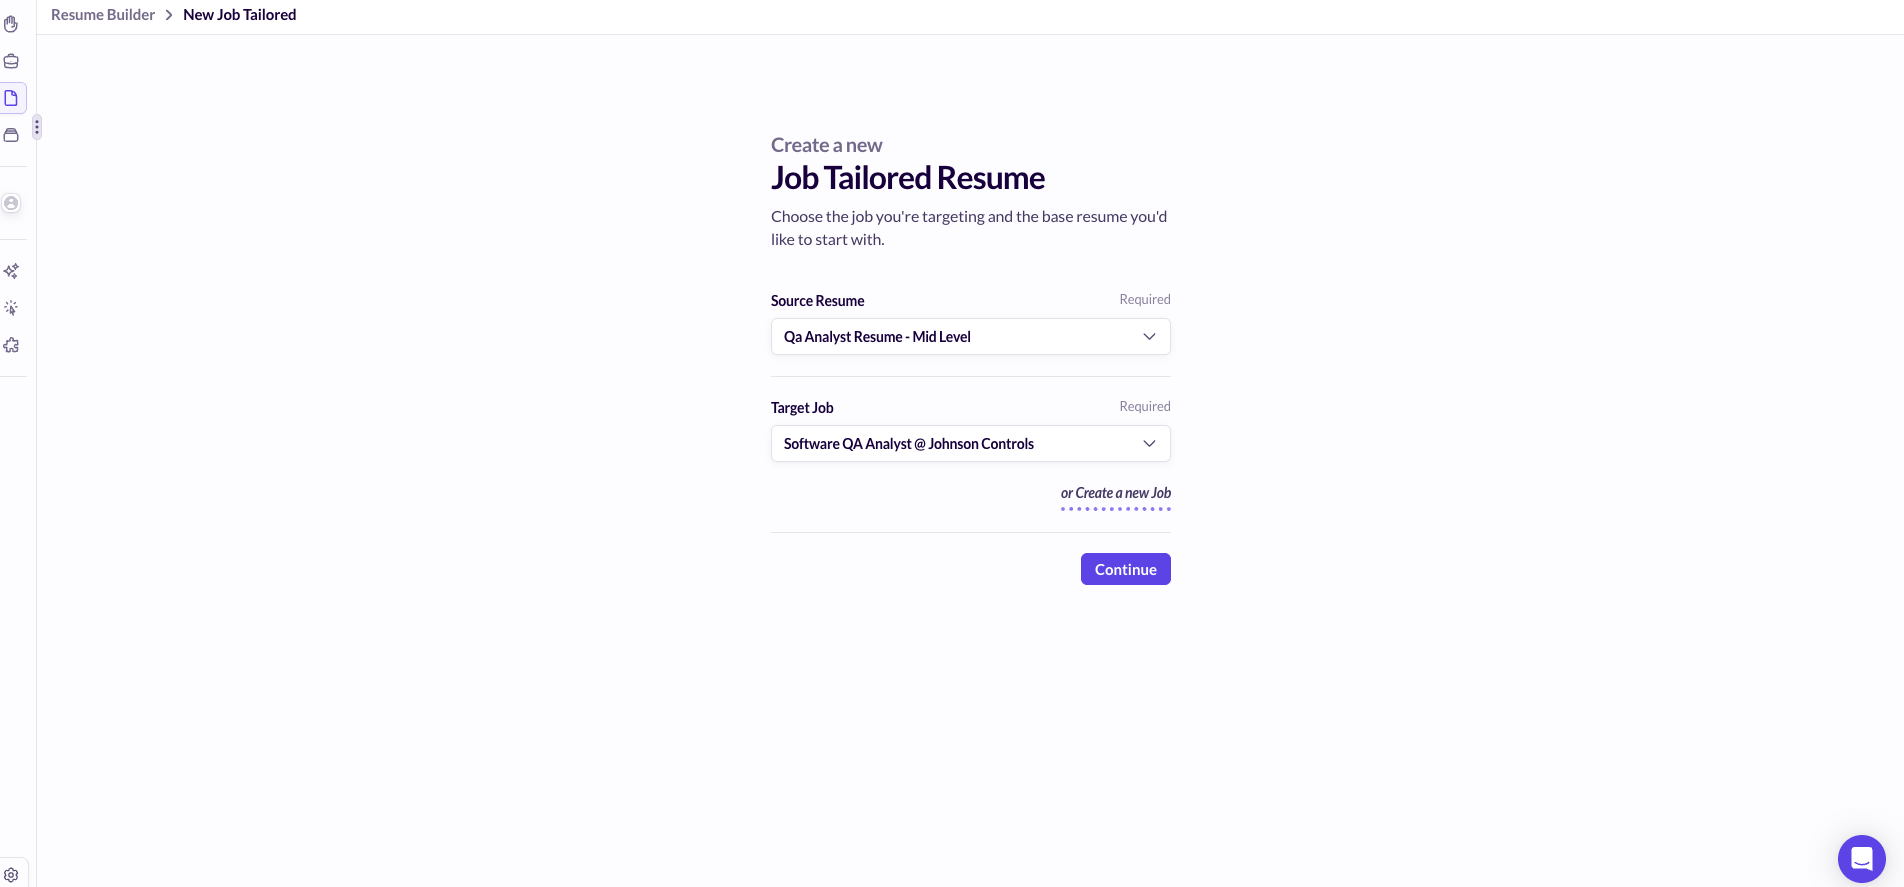 Resume Builder > New Job Tailored
Create a new
Job Tailored Resume
Choose the job you're targeting and the base resume you'd
like to start with.
Source Resume Required
Qa Analyst Resume - Mid Level
Target Job Required
Software QA Analyst @ Johnson Controls
or Create a new Job
Continue